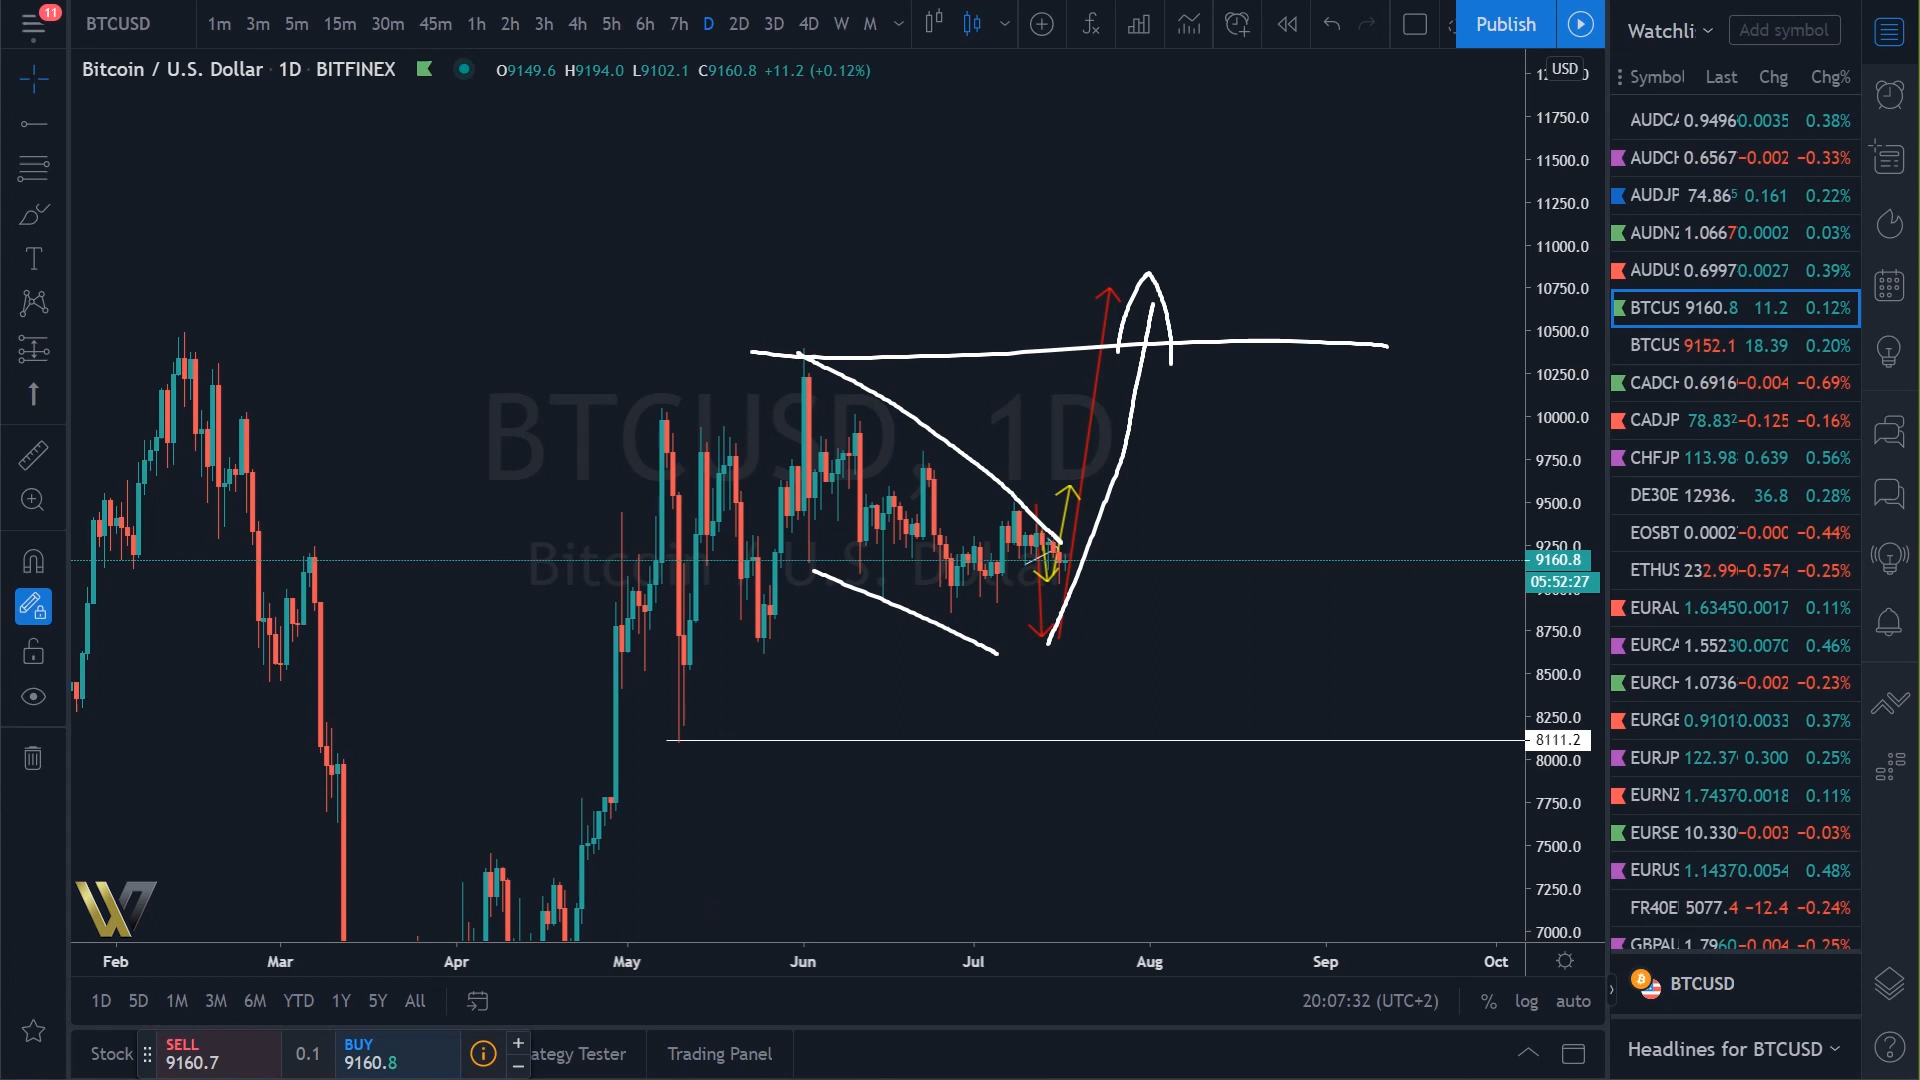 11
BTCUSD
1m 3m 5m 15m 30m 45m 1h 2h 3h 4h 5h 6h 7h D 2D 3D 4D W M
Publish
Bitcoin / U.S. Dollar · 1D · BITFINEX
O9149.6 H9194.0 L9102.1 C9160.8 +11.2 (+0.12%)
BTCUSD, 1D
Bitcoin / U.S. Dollar
USD
11750.0
11500.0
11250.0
11000.0
10750.0
10500.0
10250.0
10000.0
9750.0
9500.0
9250.0
9160.8
05:52:27
8750.0
8500.0
8250.0
8111.2
8000.0
7750.0
7500.0
7250.0
7000.0
Feb Mar Apr May Jun Jul Aug Sep Oct
1D 5D 1M 3M 6M YTD 1Y 5Y All
20:07:32 (UTC+2)
% log auto
Stock
SELL
9160.7
0.1
BUY
9160.8
+
−
ategy Tester
Trading Panel
Watchli
Add symbol
Symbol Last Chg Chg%
AUDCA 0.9496 0.0035 0.38%
AUDCH 0.6567 −0.002 −0.33%
AUDJP 74.865 0.161 0.22%
AUDNZ 1.0667 0.0002 0.03%
AUDUS 0.6997 0.0027 0.39%
BTCUS 9160.8 11.2 0.12%
BTCUS 9152.1 18.39 0.20%
CADCH 0.6916 −0.004 −0.69%
CADJP 78.832 −0.125 −0.16%
CHFJP 113.98 0.639 0.56%
DE30E 12936. 36.8 0.28%
EOSBT 0.0002 −0.000 −0.44%
ETHUS 232.99 −0.574 −0.25%
EURAU 1.6345 0.0017 0.11%
EURCA 1.5523 0.0070 0.46%
EURCH 1.0736 −0.002 −0.23%
EURGB 0.9101 0.0033 0.37%
EURJP 122.37 0.300 0.25%
EURNZ 1.7437 0.0018 0.11%
EURSE 10.330 −0.003 −0.03%
EURUS 1.1437 0.0054 0.48%
FR40E 5077.4 −12.4 −0.24%
GBPAU 1.7960 −0.004 −0.25%
BTCUSD
Headlines for BTCUSD